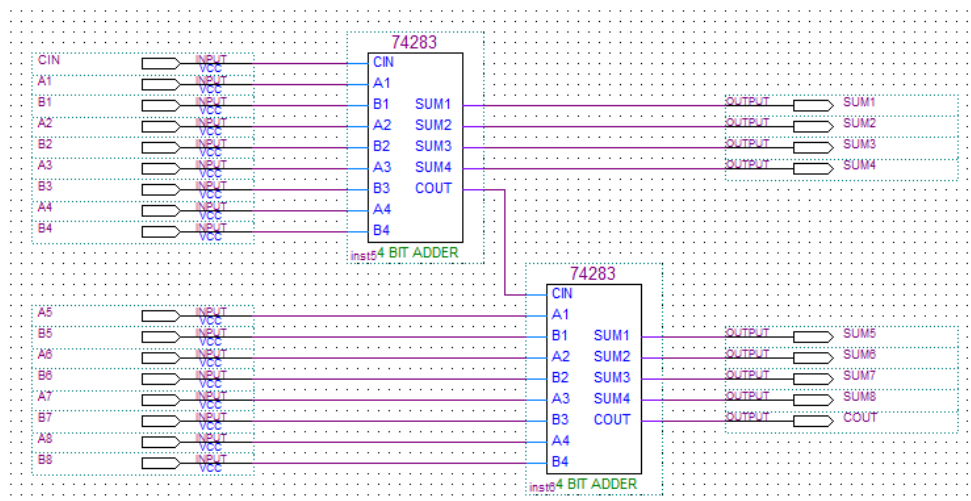 74283
CIN INPUT VCC CIN
A1 INPUT VCC A1
B1 INPUT VCC B1 SUM1 OUTPUT SUM1
A2 INPUT VCC A2 SUM2 OUTPUT SUM2
B2 INPUT VCC B2 SUM3 OUTPUT SUM3
A3 INPUT VCC A3 SUM4 OUTPUT SUM4
B3 INPUT VCC B3 COUT
A4 INPUT VCC A4
B4 INPUT VCC B4
inst5 4 BIT ADDER
74283
CIN
A5 INPUT VCC A1
B5 INPUT VCC B1 SUM1 OUTPUT SUM5
A6 INPUT VCC A2 SUM2 OUTPUT SUM6
B6 INPUT VCC B2 SUM3 OUTPUT SUM7
A7 INPUT VCC A3 SUM4 OUTPUT SUM8
B7 INPUT VCC B3 COUT OUTPUT COUT
A8 INPUT VCC A4
B8 INPUT VCC B4
inst6 4 BIT ADDER